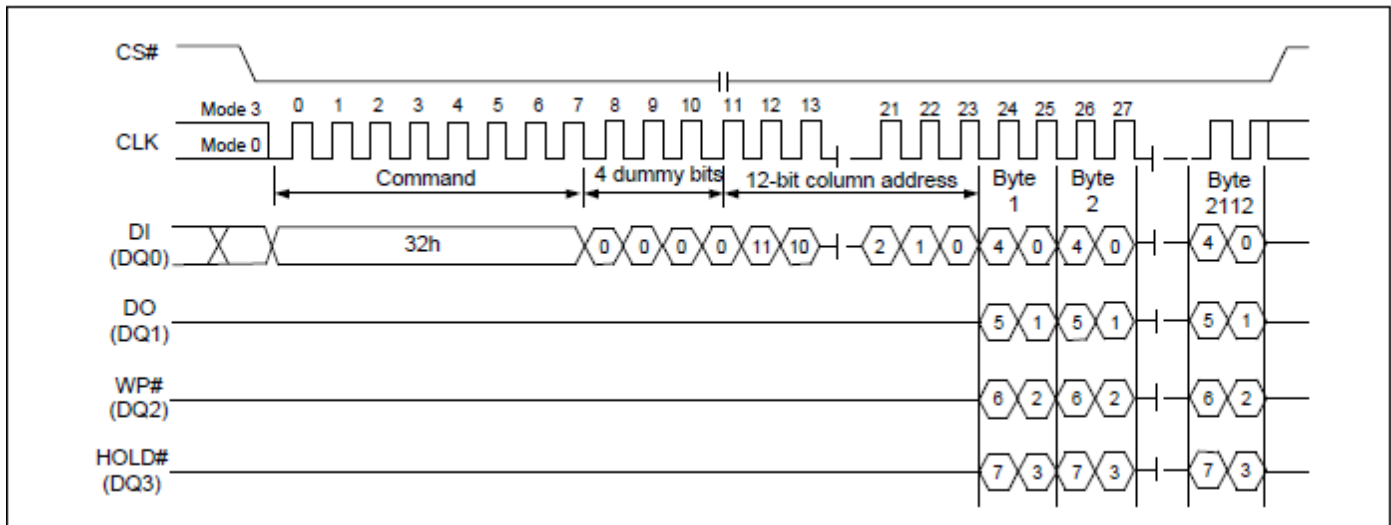 CS#
Mode 3 0 1 2 3 4 5 6 7 8 9 10 11 12 13 21 22 23 24 25 26 27
CLK Mode 0
Command 4 dummy bits 12-bit column address Byte 1 Byte 2 Byte 2112
DI (DQ0) 32h 0 0 0 0 11 10 2 1 0 4 0 4 0 4 0
DO (DQ1) 5 1 5 1 5 1
WP# (DQ2) 6 2 6 2 6 2
HOLD# (DQ3) 7 3 7 3 7 3